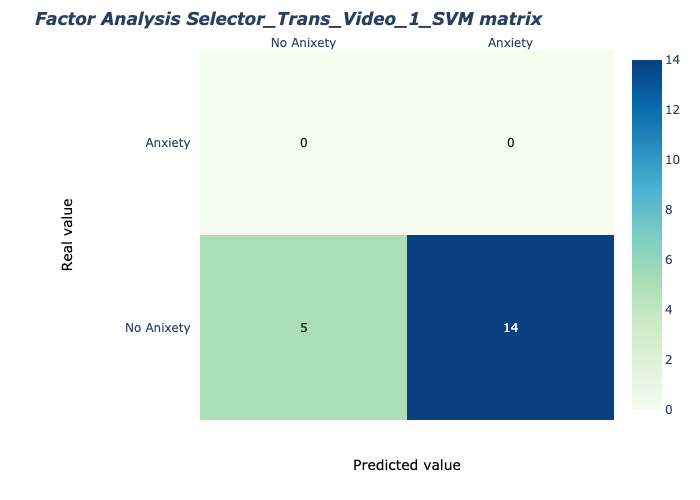 Factor Analysis Selector_Trans_Video_1_SVM matrix
No Anixety Anxiety
14
12
10
8
6
4
2
0
Anxiety 0 0
Real value
No Anixety 5 14
Predicted value